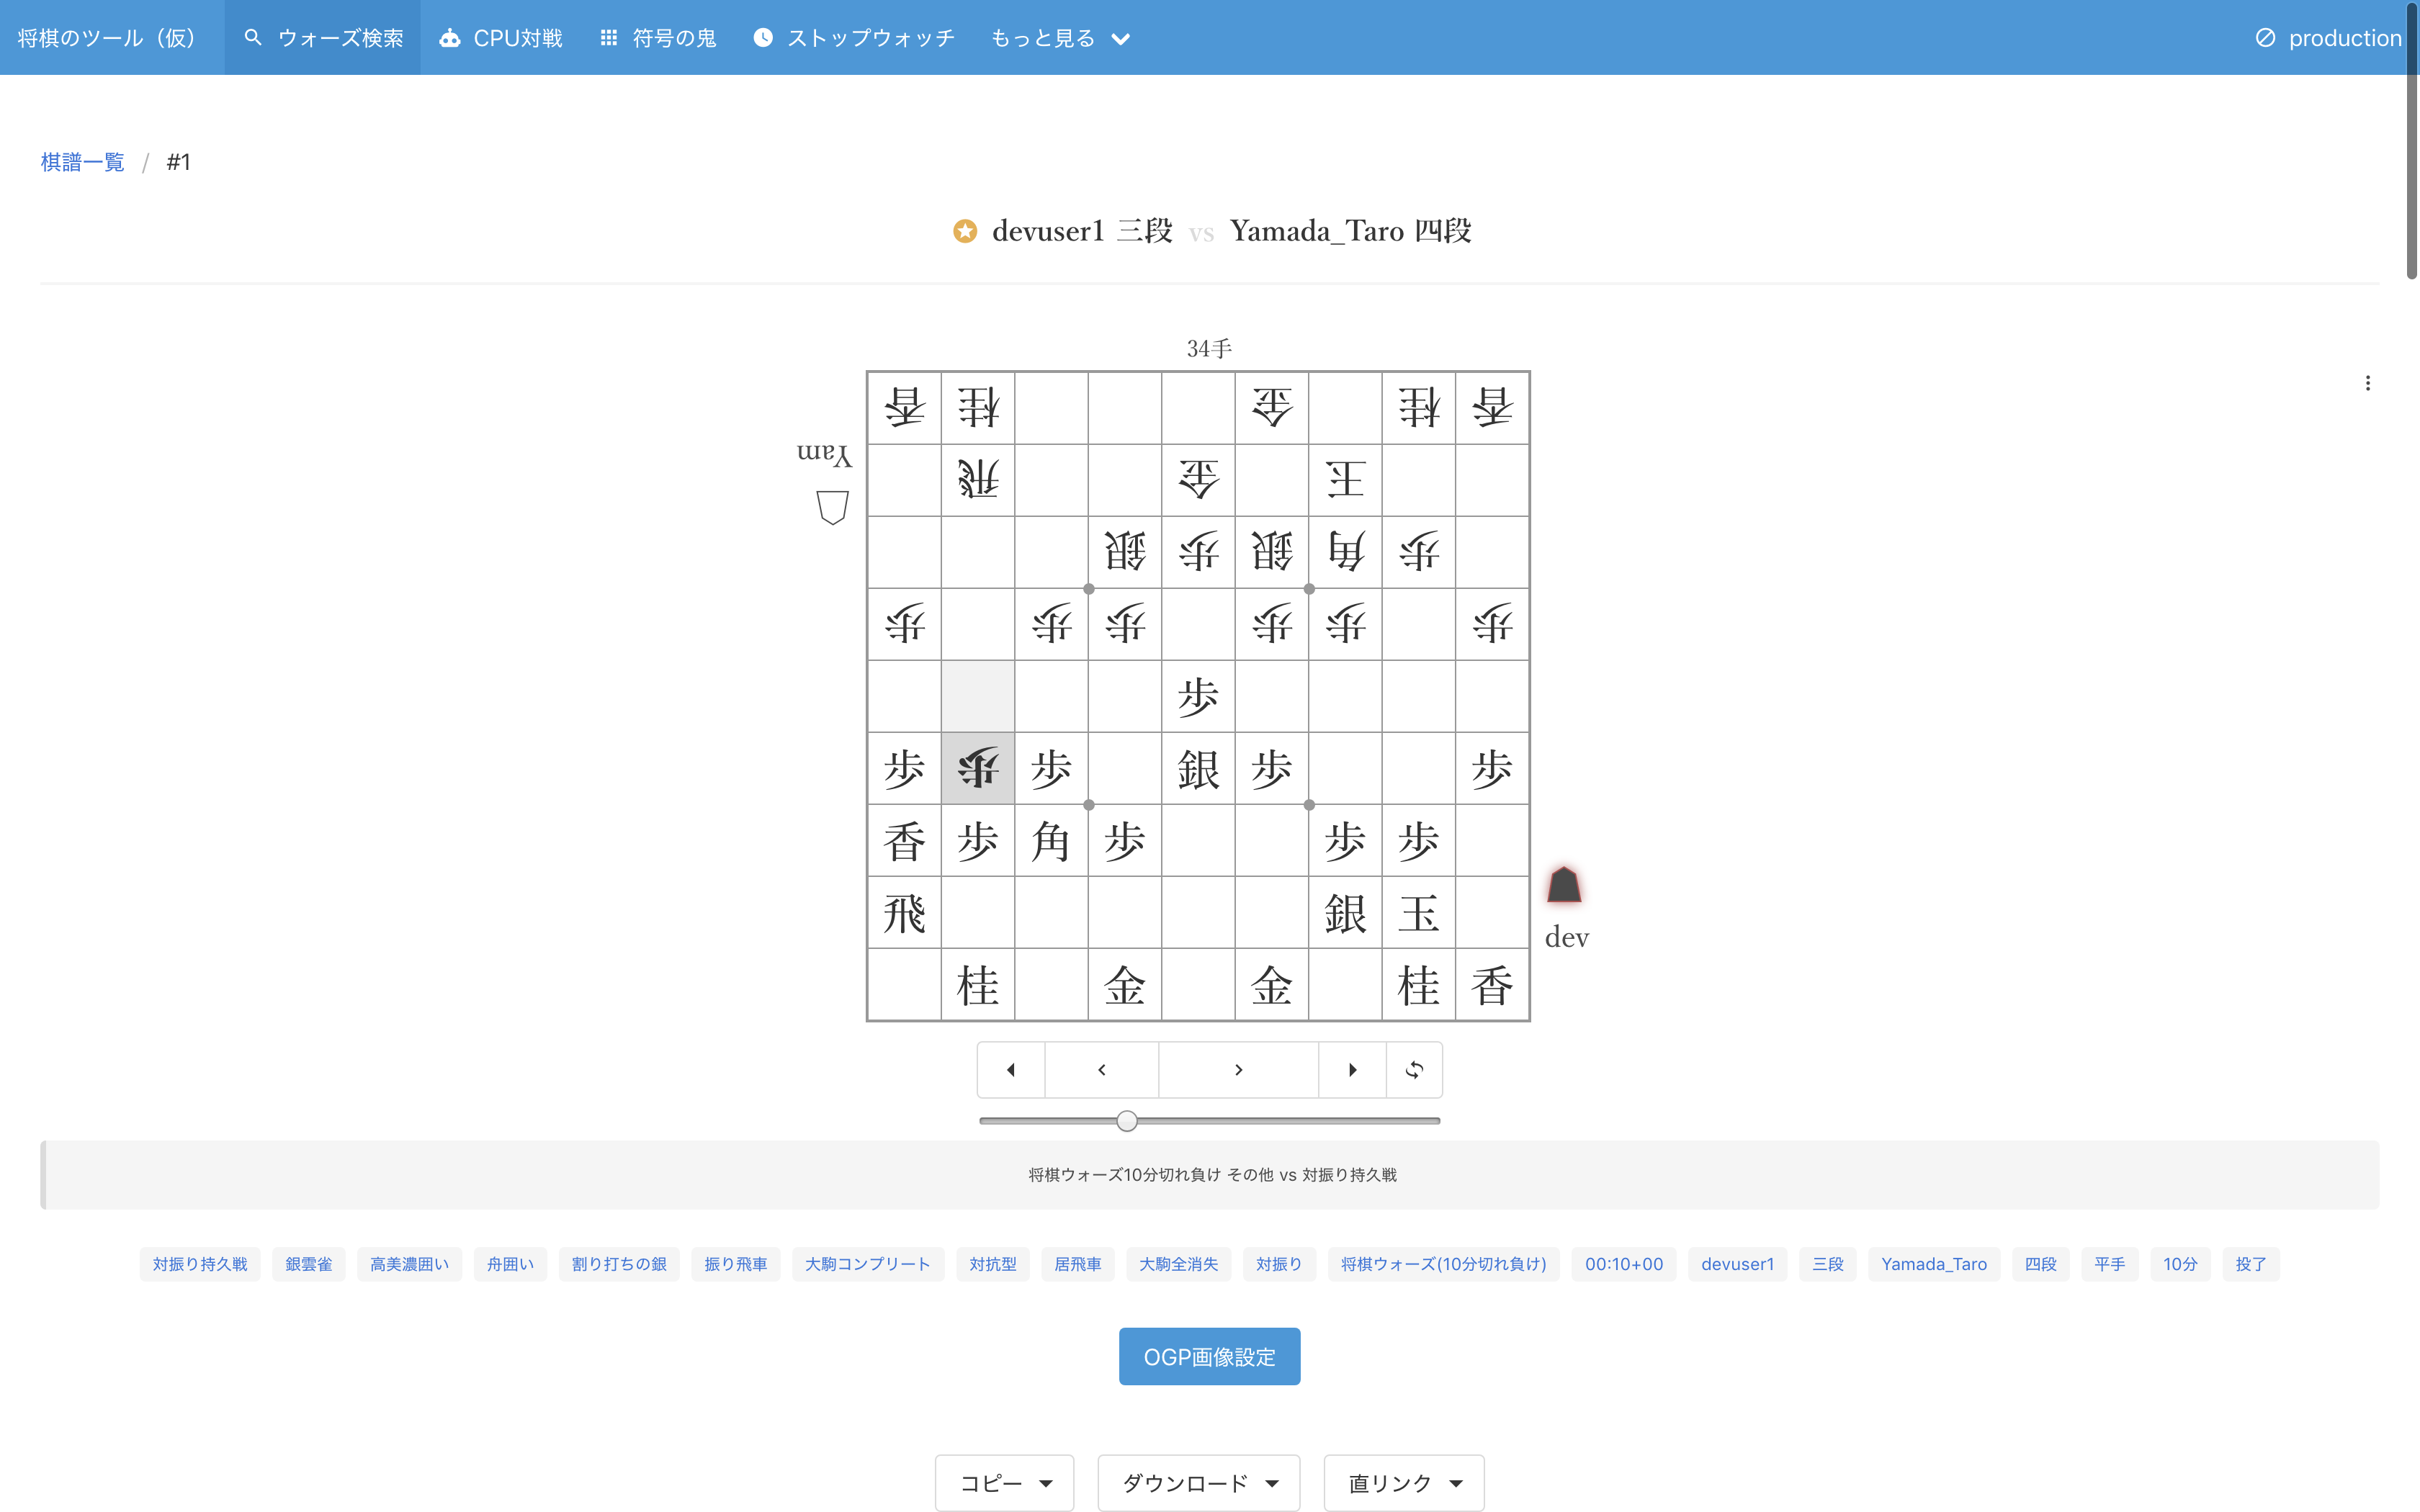 将棋のツール（仮） ウォーズ検索 CPU対戦 符号の鬼 ストップウォッチ もっと見る production
棋譜一覧 / #1
devuser1 三段 vs Yamada_Taro 四段
34手
香桂金桂香
Yam
飛金王
銀歩銀角歩
歩歩歩歩歩歩
歩
歩歩歩銀歩歩
香歩角歩歩歩
飛銀玉
dev
桂金金桂香
将棋ウォーズ10分切れ負け その他 vs 対振り持久戦
対振り持久戦 銀雲雀 高美濃囲い 舟囲い 割り打ちの銀 振り飛車 大駒コンプリート 対抗型 居飛車 大駒全消失 対振り 将棋ウォーズ(10分切れ負け) 00:10+00 devuser1 三段 Yamada_Taro 四段 平手 10分 投了
OGP画像設定
コピー ダウンロード 直リンク